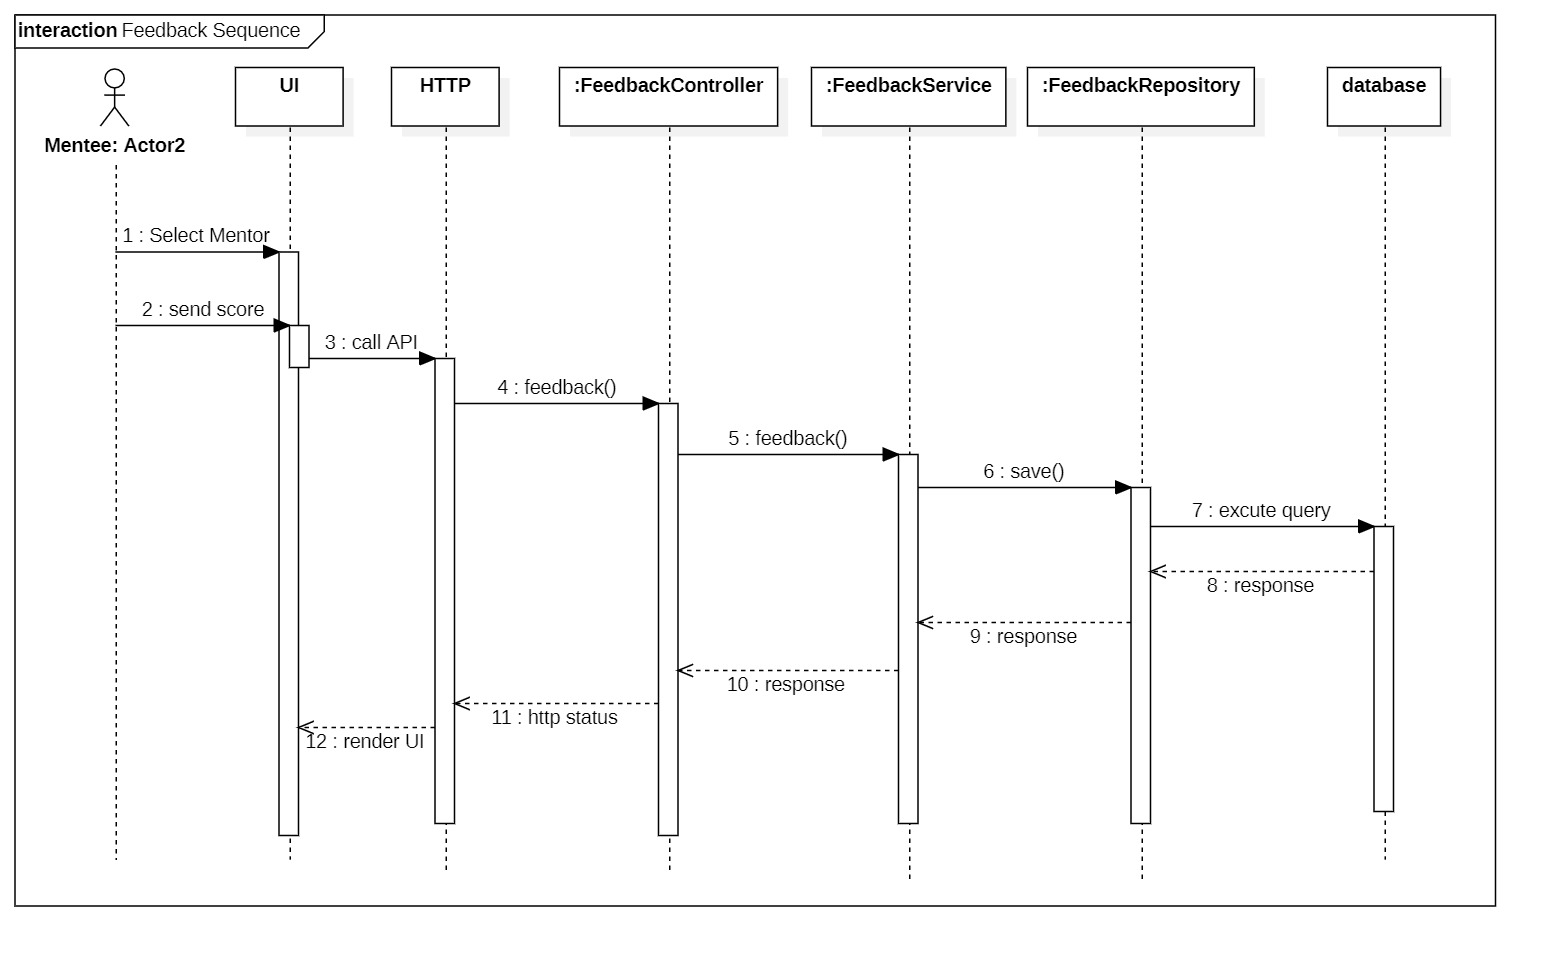 interaction Feedback Sequence
UI
HTTP
:FeedbackController
:FeedbackService
:FeedbackRepository
database
Mentee: Actor2
1 : Select Mentor
2 : send score
3 : call API
4 : feedback()
5 : feedback()
6 : save()
7 : excute query
8 : response
9 : response
10 : response
11 : http status
12 : render UI